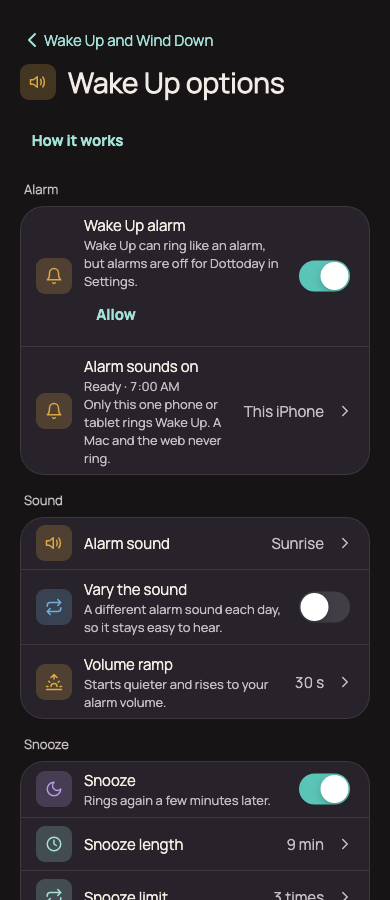 Wake Up and Wind Down
Wake Up options
How it works
Alarm
Wake Up alarm
Wake Up can ring like an alarm,
but alarms are off for Dottoday in
Settings.
Allow
Alarm sounds on
Ready · 7:00 AM
Only this one phone or
tablet rings Wake Up. A
Mac and the web never
ring.
This iPhone
Sound
Alarm sound
Sunrise
Vary the sound
A different alarm sound each day,
so it stays easy to hear.
Volume ramp
Starts quieter and rises to your
alarm volume.
30 s
Snooze
Snooze
Rings again a few minutes later.
Snooze length
9 min
Snooze limit
3 times